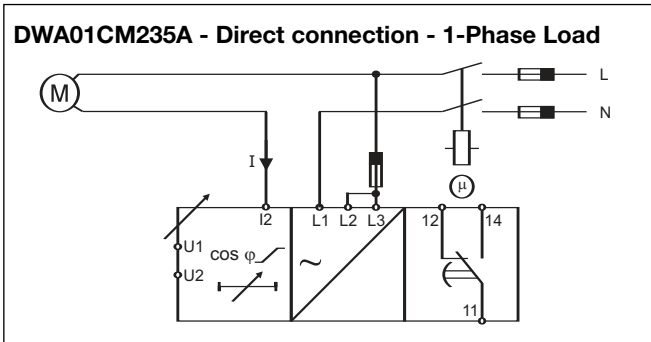 DWA01CM235A - Direct connection - 1-Phase Load
L
M
N
I
μ
I2 L1 L2 L3 12 14
U1
cos φ
U2
~
11